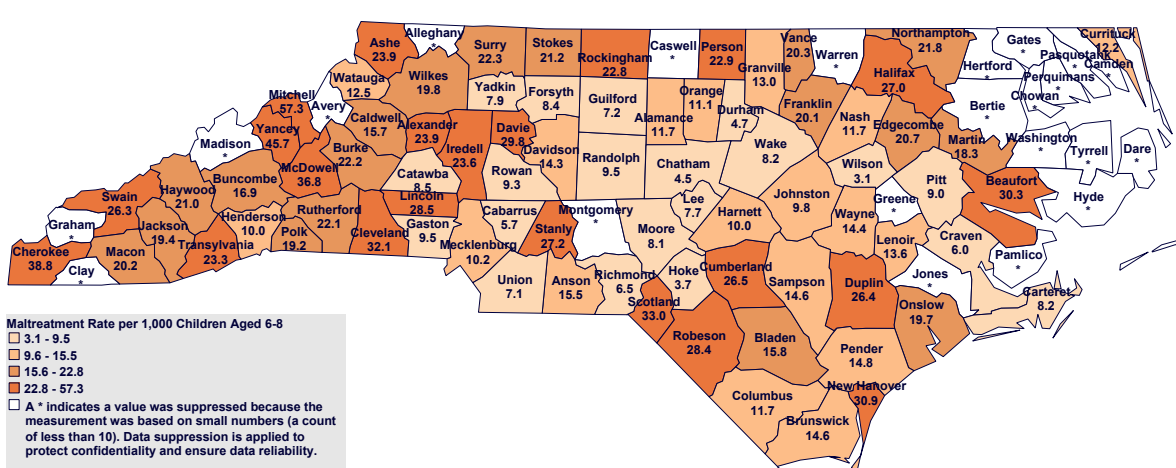 Ashe
23.9
Alleghany
*
Surry
22.3
Stokes
21.2
Rockingham
22.8
Caswell
*
Person
22.9
Vance
20.3
Warren
*
Northampton
21.8
Gates
*
Currituck
12.2
Pasquotank
*
Camden
*
Hertford
*
Perquimans
*
Chowan
*
Bertie
*
Halifax
27.0
Granville
13.0
Watauga
12.5
Wilkes
19.8
Yadkin
7.9
Forsyth
8.4
Guilford
7.2
Alamance
11.7
Orange
11.1
Durham
4.7
Franklin
20.1
Nash
11.7
Edgecombe
20.7
Martin
18.3
Washington
*
Tyrrell
*
Dare
*
Mitchell
57.3
Avery
*
Yancey
45.7
Madison
*
Caldwell
15.7
Alexander
23.9
Iredell
23.6
Davie
29.8
Davidson
14.3
Randolph
9.5
Chatham
4.5
Wake
8.2
Wilson
3.1
Pitt
9.0
Beaufort
30.3
Hyde
*
Burke
22.2
McDowell
36.8
Buncombe
16.9
Haywood
21.0
Swain
26.3
Graham
*
Cherokee
38.8
Clay
*
Macon
20.2
Jackson
19.4
Transylvania
23.3
Henderson
10.0
Polk
19.2
Rutherford
22.1
Cleveland
32.1
Catawba
8.5
Lincoln
28.5
Gaston
9.5
Rowan
9.3
Cabarrus
5.7
Mecklenburg
10.2
Stanly
27.2
Montgomery
*
Moore
8.1
Lee
7.7
Harnett
10.0
Johnston
9.8
Wayne
14.4
Greene
*
Lenoir
13.6
Craven
6.0
Pamlico
*
Jones
*
Carteret
8.2
Onslow
19.7
Duplin
26.4
Sampson
14.6
Cumberland
26.5
Hoke
3.7
Richmond
6.5
Scotland
33.0
Anson
15.5
Union
7.1
Robeson
28.4
Bladen
15.8
Pender
14.8
New Hanover
30.9
Columbus
11.7
Brunswick
14.6
Maltreatment Rate per 1,000 Children Aged 6-8
3.1 - 9.5
9.6 - 15.5
15.6 - 22.8
22.8 - 57.3
A * indicates a value was suppressed because the
measurement was based on small numbers (a count
of less than 10). Data suppression is applied to
protect confidentiality and ensure data reliability.